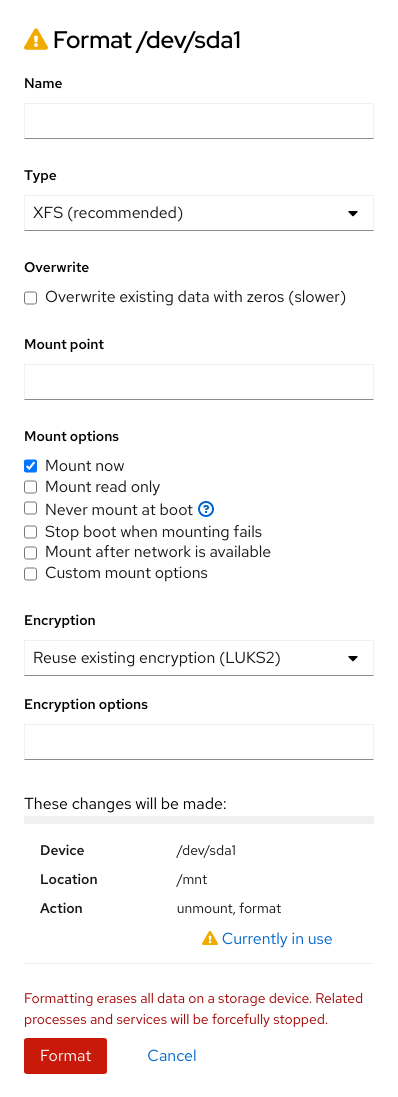 Format /dev/sda1
Name
Type
XFS (recommended)
Overwrite
Overwrite existing data with zeros (slower)
Mount point
Mount options
Mount now
Mount read only
Never mount at boot
Stop boot when mounting fails
Mount after network is available
Custom mount options
Encryption
Reuse existing encryption (LUKS2)
Encryption options
These changes will be made:
Device /dev/sda1
Location /mnt
Action unmount, format
Currently in use
Formatting erases all data on a storage device. Related
processes and services will be forcefully stopped.
Format Cancel